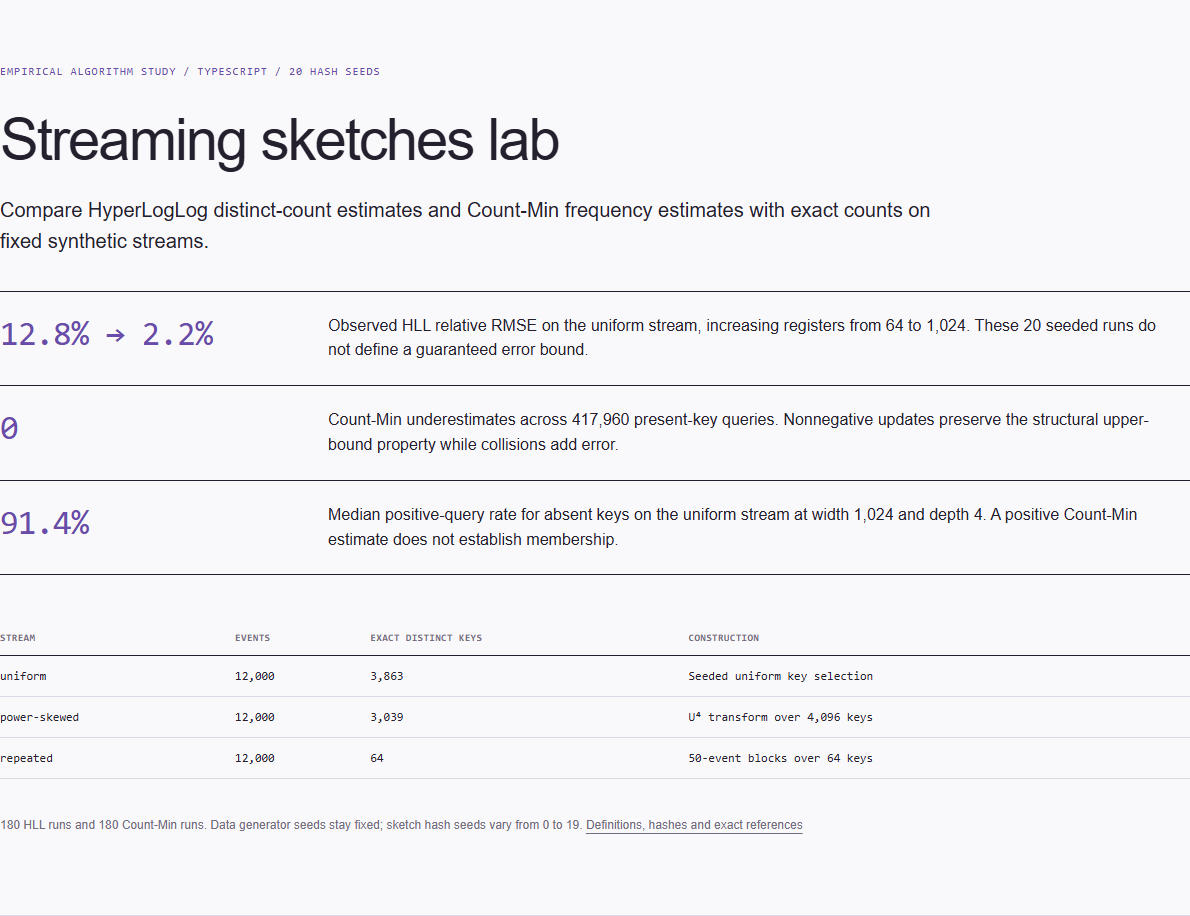 EMPIRICAL ALGORITHM STUDY / TYPESCRIPT / 20 HASH SEEDS
Streaming sketches lab
Compare HyperLogLog distinct-count estimates and Count-Min frequency estimates with exact counts on
fixed synthetic streams.
12.8% → 2.2%
Observed HLL relative RMSE on the uniform stream, increasing registers from 64 to 1,024. These 20 seeded runs do
not define a guaranteed error bound.
0
Count-Min underestimates across 417,960 present-key queries. Nonnegative updates preserve the structural upper-
bound property while collisions add error.
91.4%
Median positive-query rate for absent keys on the uniform stream at width 1,024 and depth 4. A positive Count-Min
estimate does not establish membership.
STREAM EVENTS EXACT DISTINCT KEYS CONSTRUCTION
uniform 12,000 3,863 Seeded uniform key selection
power-skewed 12,000 3,039 U⁴ transform over 4,096 keys
repeated 12,000 64 50-event blocks over 64 keys
180 HLL runs and 180 Count-Min runs. Data generator seeds stay fixed; sketch hash seeds vary from 0 to 19. Definitions, hashes and exact references